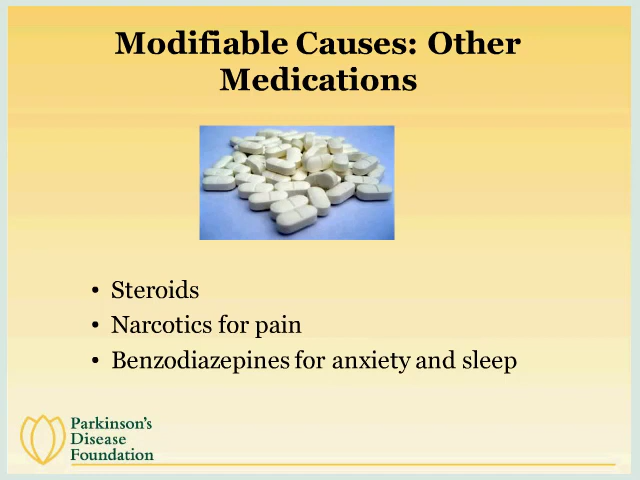 Modifiable Causes: Other
Medications
• Steroids
• Narcotics for pain
• Benzodiazepines for anxiety and sleep
Parkinson's
Disease
Foundation